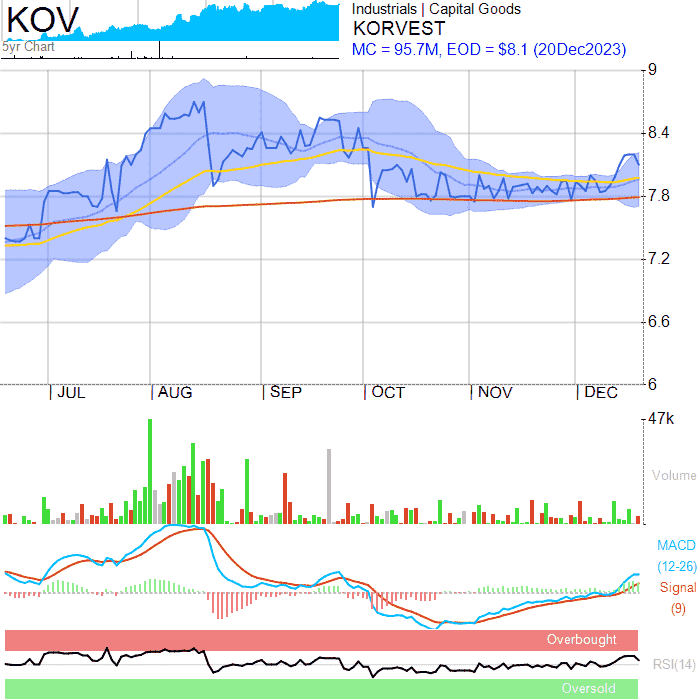 KOV
5yr Chart
Industrials | Capital Goods
KORVEST
MC = 95.7M, EOD = $8.1 (20Dec2023)
9
8.4
7.8
7.2
6.6
6
JUL AUG SEP OCT NOV DEC
47k
Volume
MACD
(12-26)
Signal
(9)
Overbought
RSI(14)
Oversold